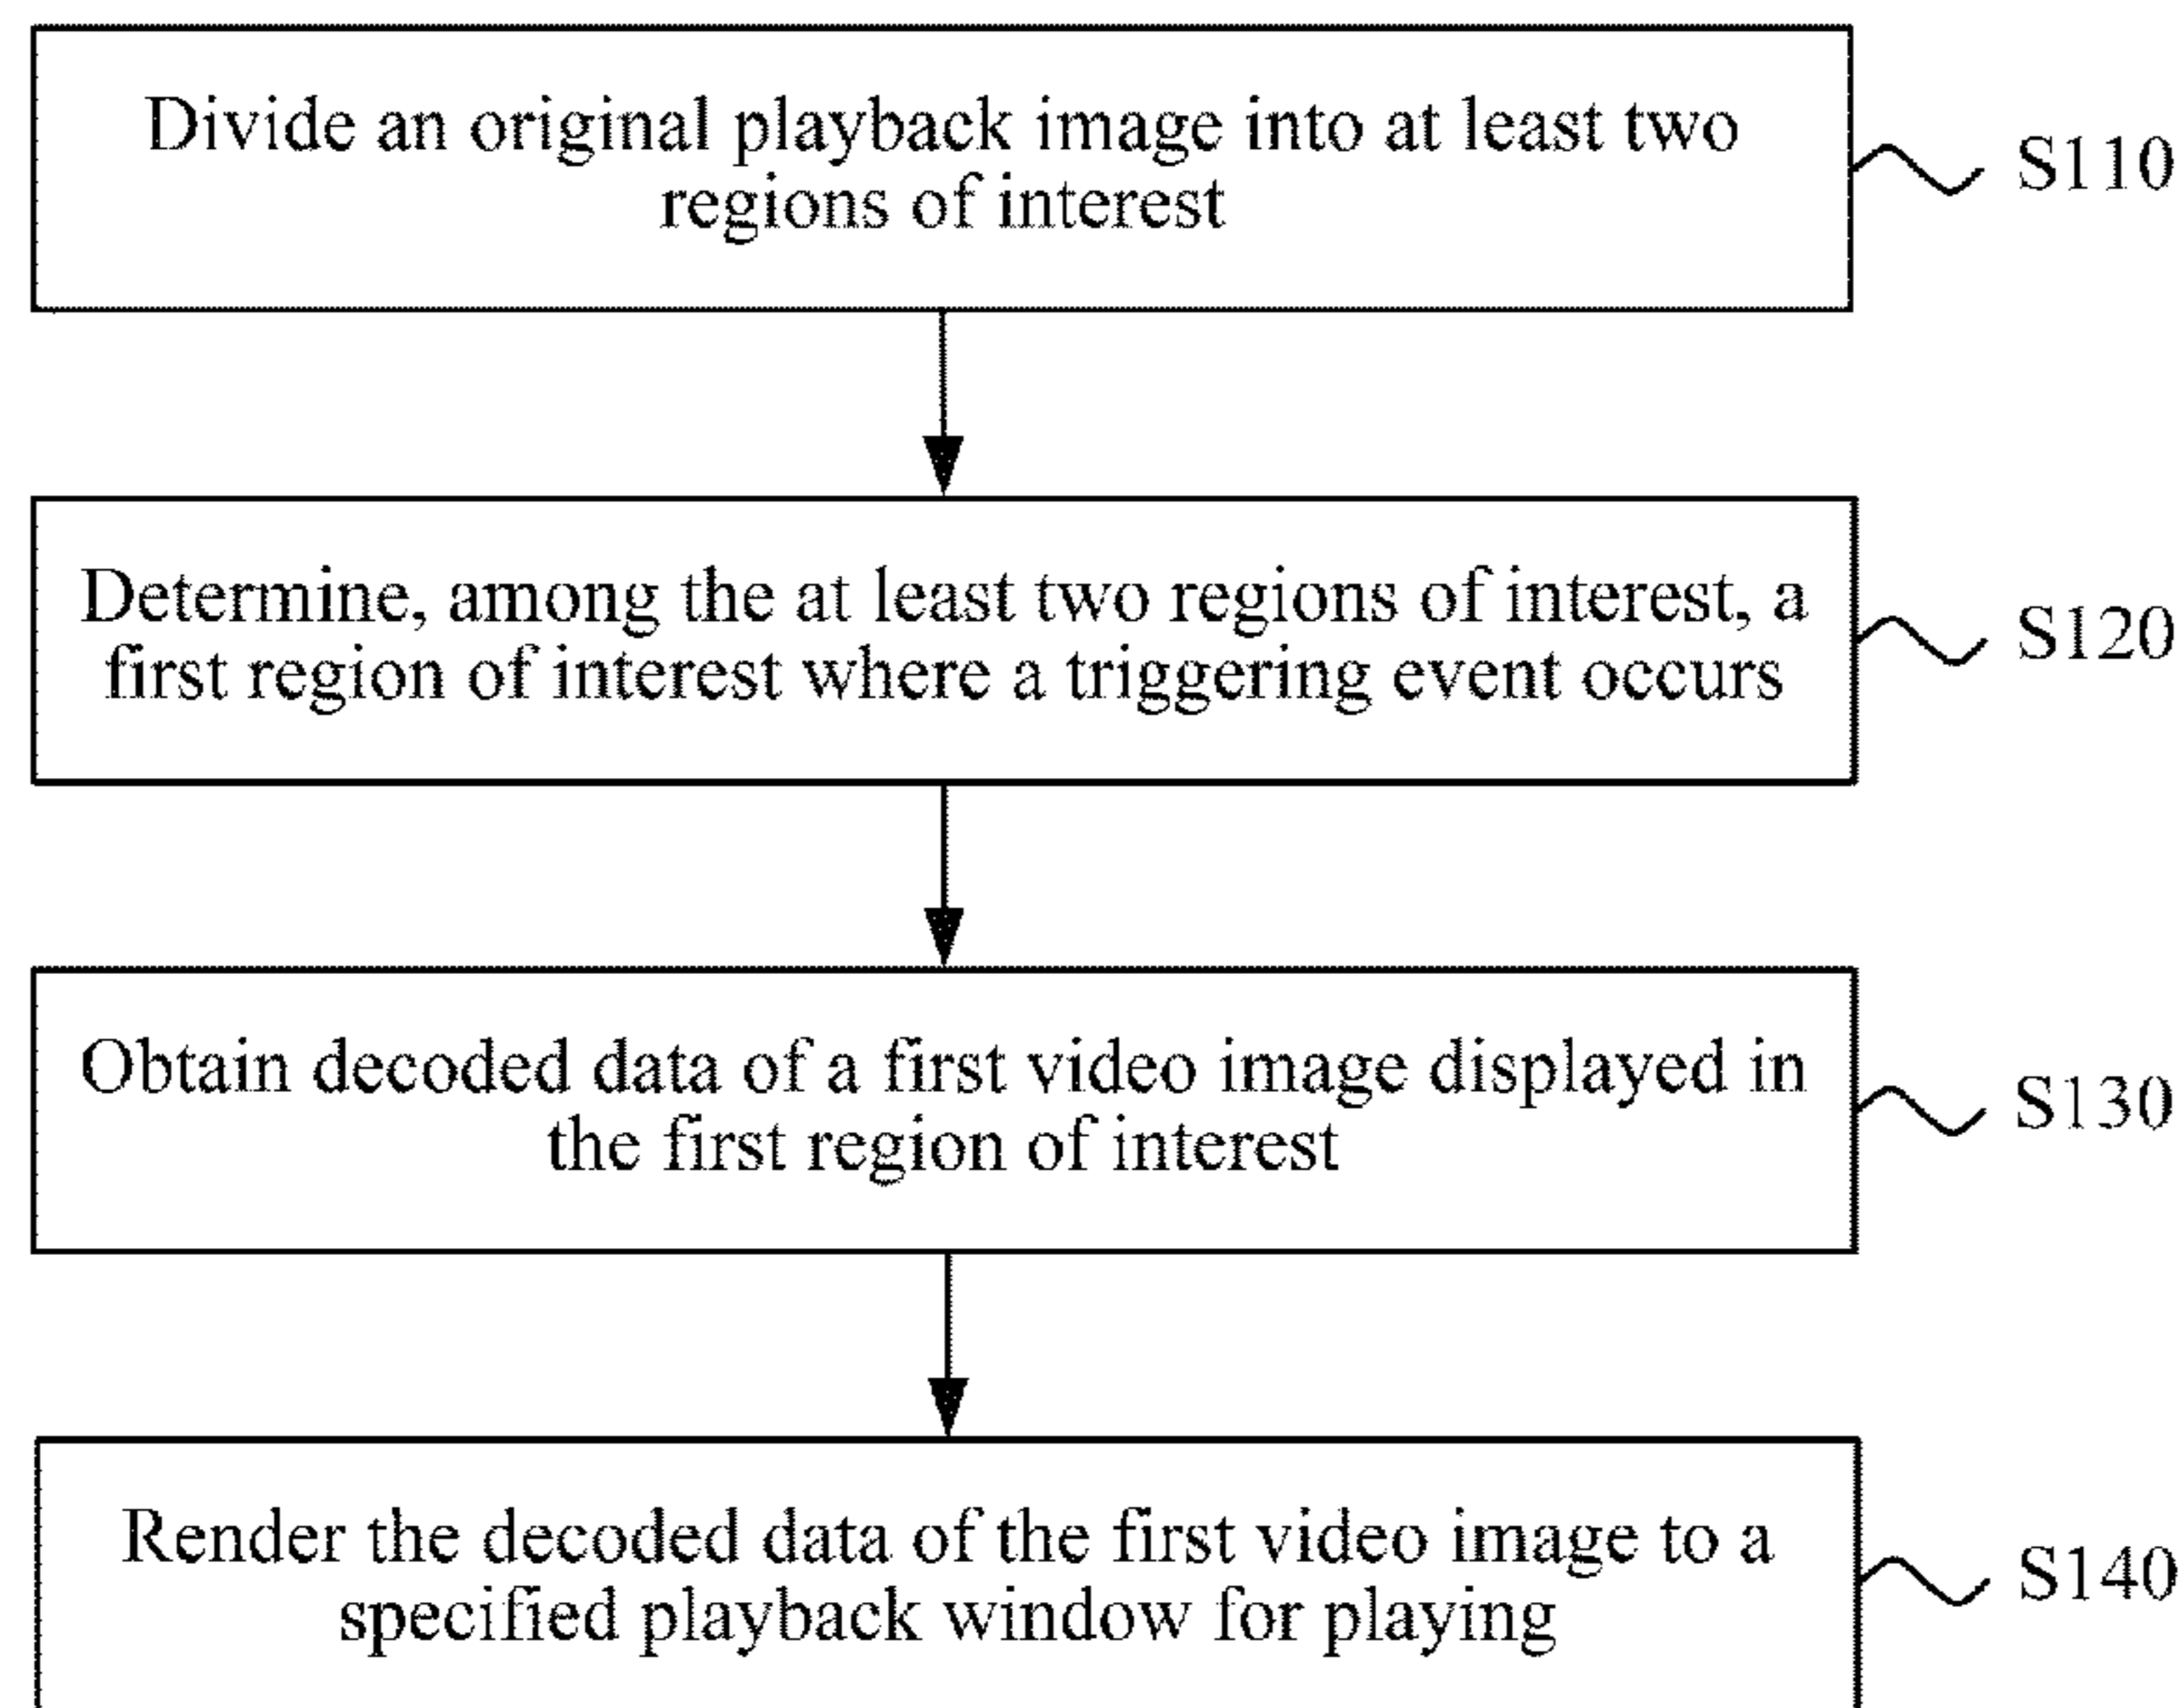 Divide an original playback image into at least two
regions of interest
S110
Determine, among the at least two regions of interest, a
first region of interest where a triggering event occurs
S120
Obtain decoded data of a first video image displayed in
the first region of interest
S130
Render the decoded data of the first video image to a
specified playback window for playing
S140